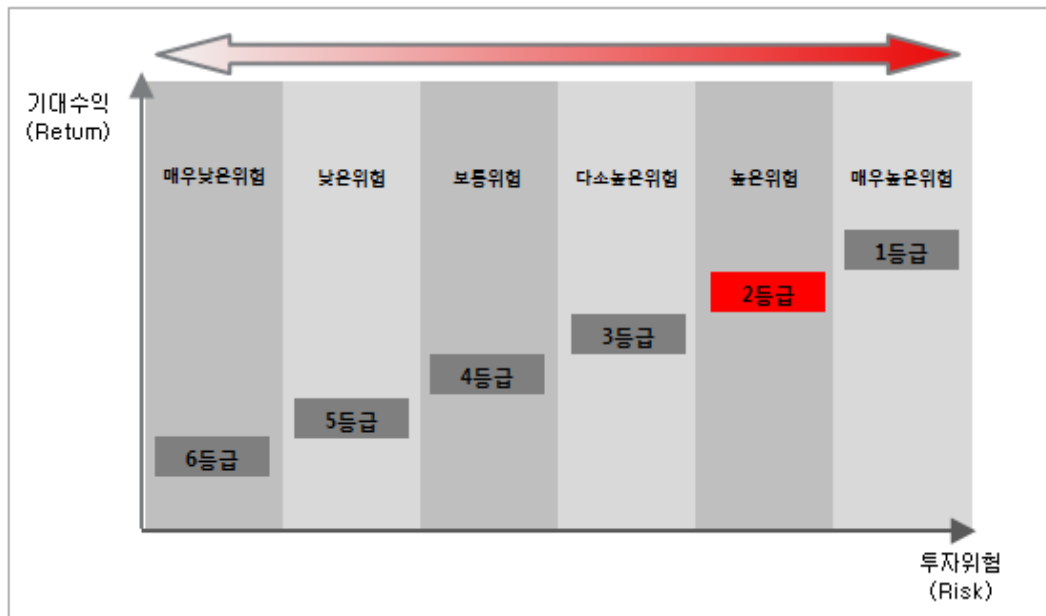 기대수익
(Return)
매우낮은위험 낮은위험 보통위험 다소높은위험 높은위험 매우높은위험
1등급
2등급
3등급
4등급
5등급
6등급
투자위험
(Risk)